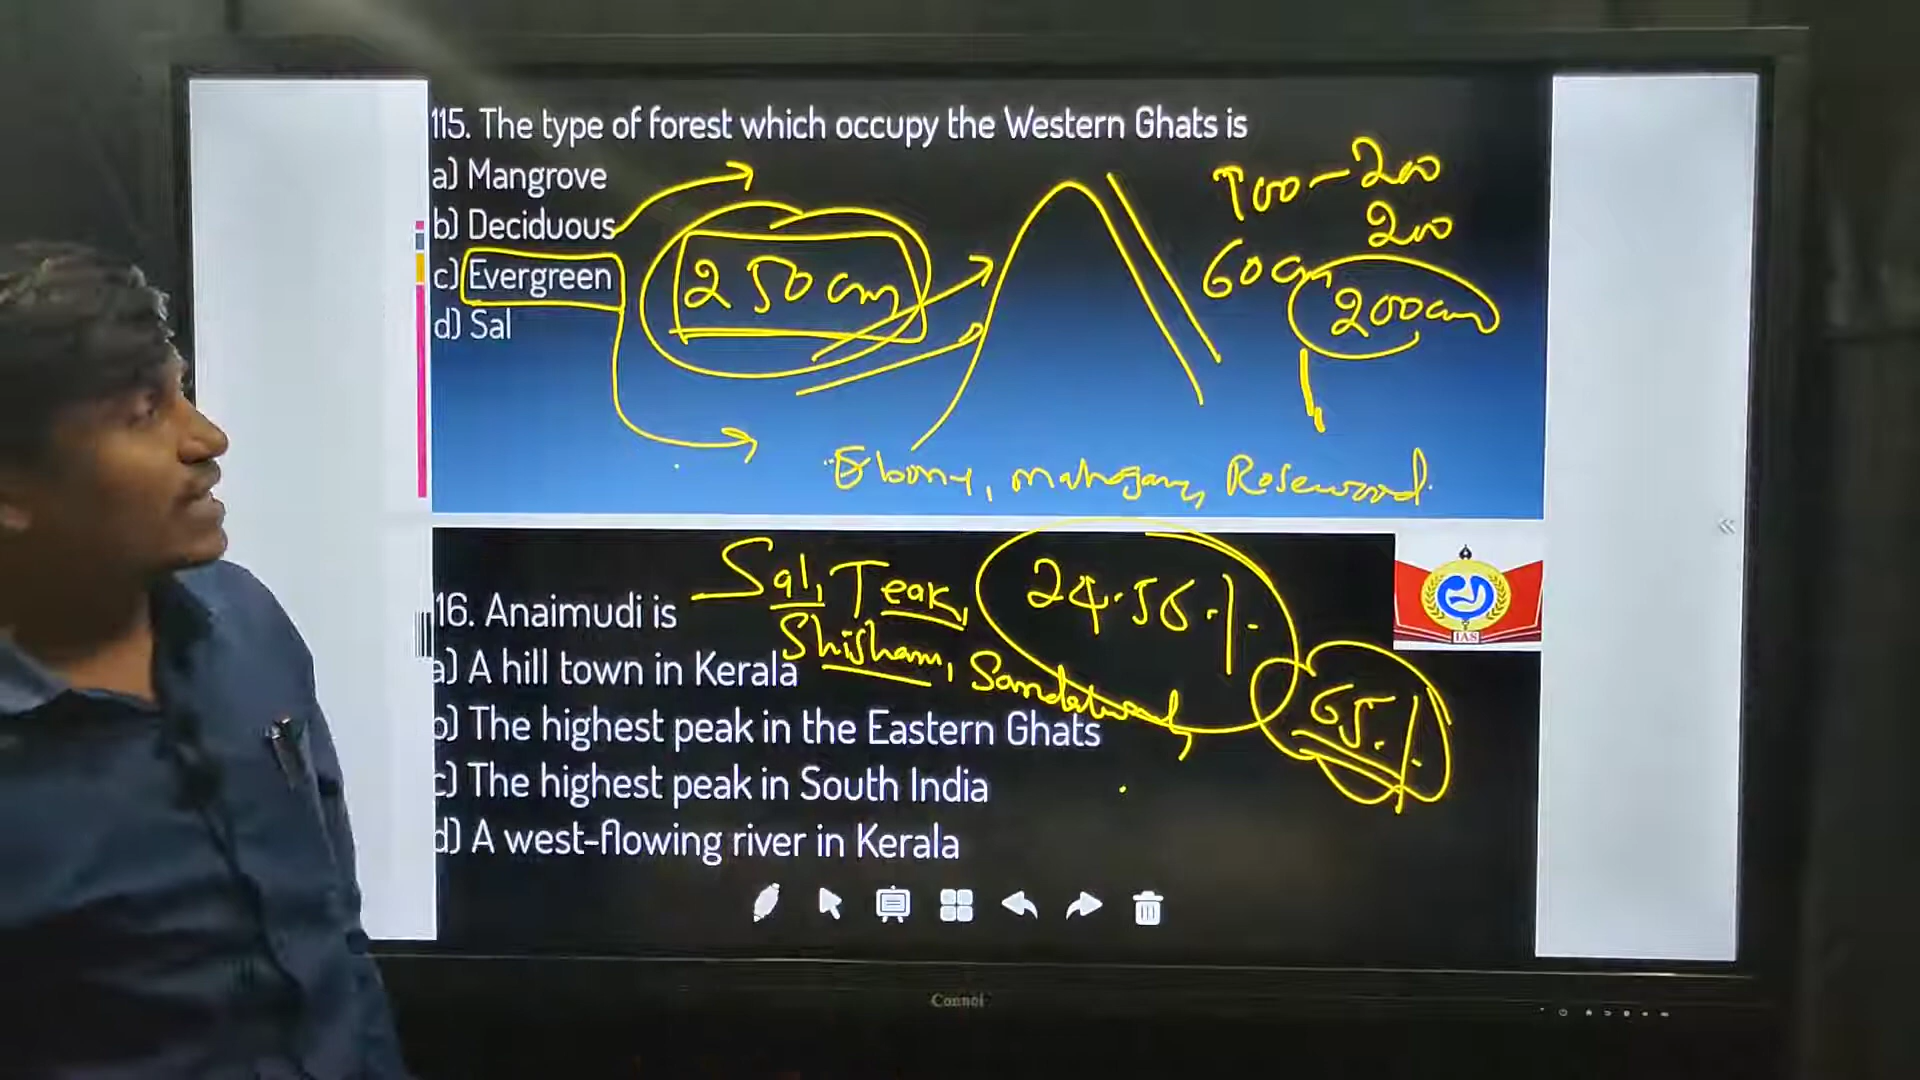 115. The type of forest which occupy the Western Ghats is
a) Mangrove
b) Deciduous
c) Evergreen
d) Sal
250 cm
100-200
200
60 cm
200cm
Ebony, mahogany, Rosewood.
Sal, Teak,
Shisham, Sandalwood,
24.56%.
65%.
16. Anaimudi is
a) A hill town in Kerala
b) The highest peak in the Eastern Ghats
c) The highest peak in South India
d) A west-flowing river in Kerala
IAS